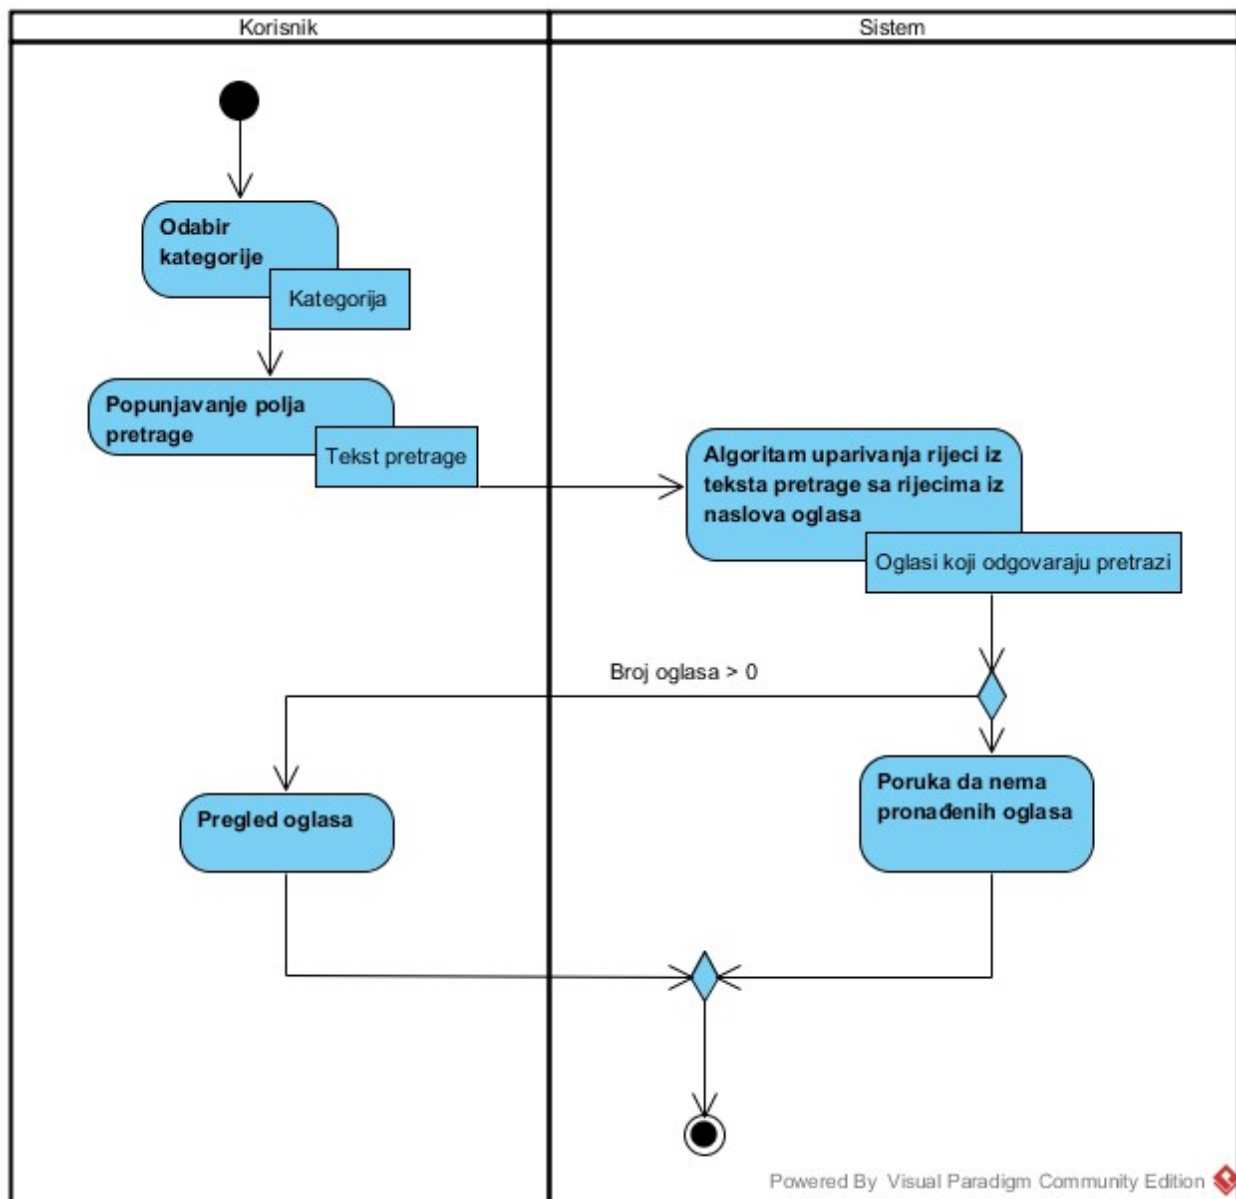 Korisnik
Sistem
Odabir
kategorije
Kategorija
Popunjavanje polja
pretrage
Tekst pretrage
Algoritam uparivanja rijeci iz
teksta pretrage sa rijecima iz
naslova oglasa
Oglasi koji odgovaraju pretrazi
Broj oglasa > 0
Pregled oglasa
Poruka da nema
pronađenih oglasa
Powered By Visual Paradigm Community Edition